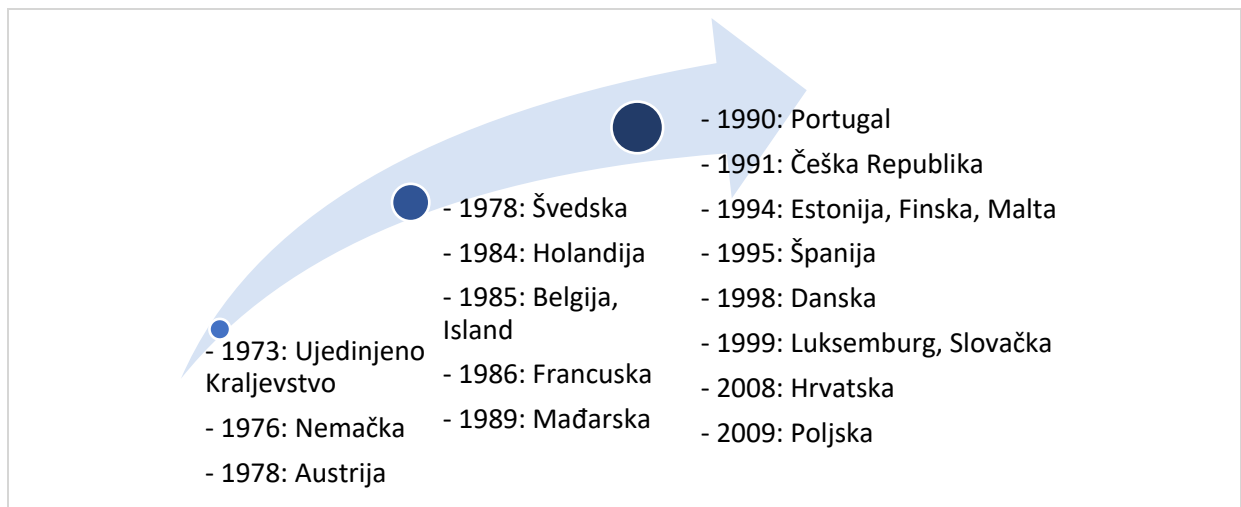 - 1973: Ujedinjeno
Kraljevstvo
- 1976: Nemačka
- 1978: Austrija
- 1978: Švedska
- 1984: Holandija
- 1985: Belgija,
Island
- 1986: Francuska
- 1989: Mađarska
- 1990: Portugal
- 1991: Češka Republika
- 1994: Estonija, Finska, Malta
- 1995: Španija
- 1998: Danska
- 1999: Luksemburg, Slovačka
- 2008: Hrvatska
- 2009: Poljska